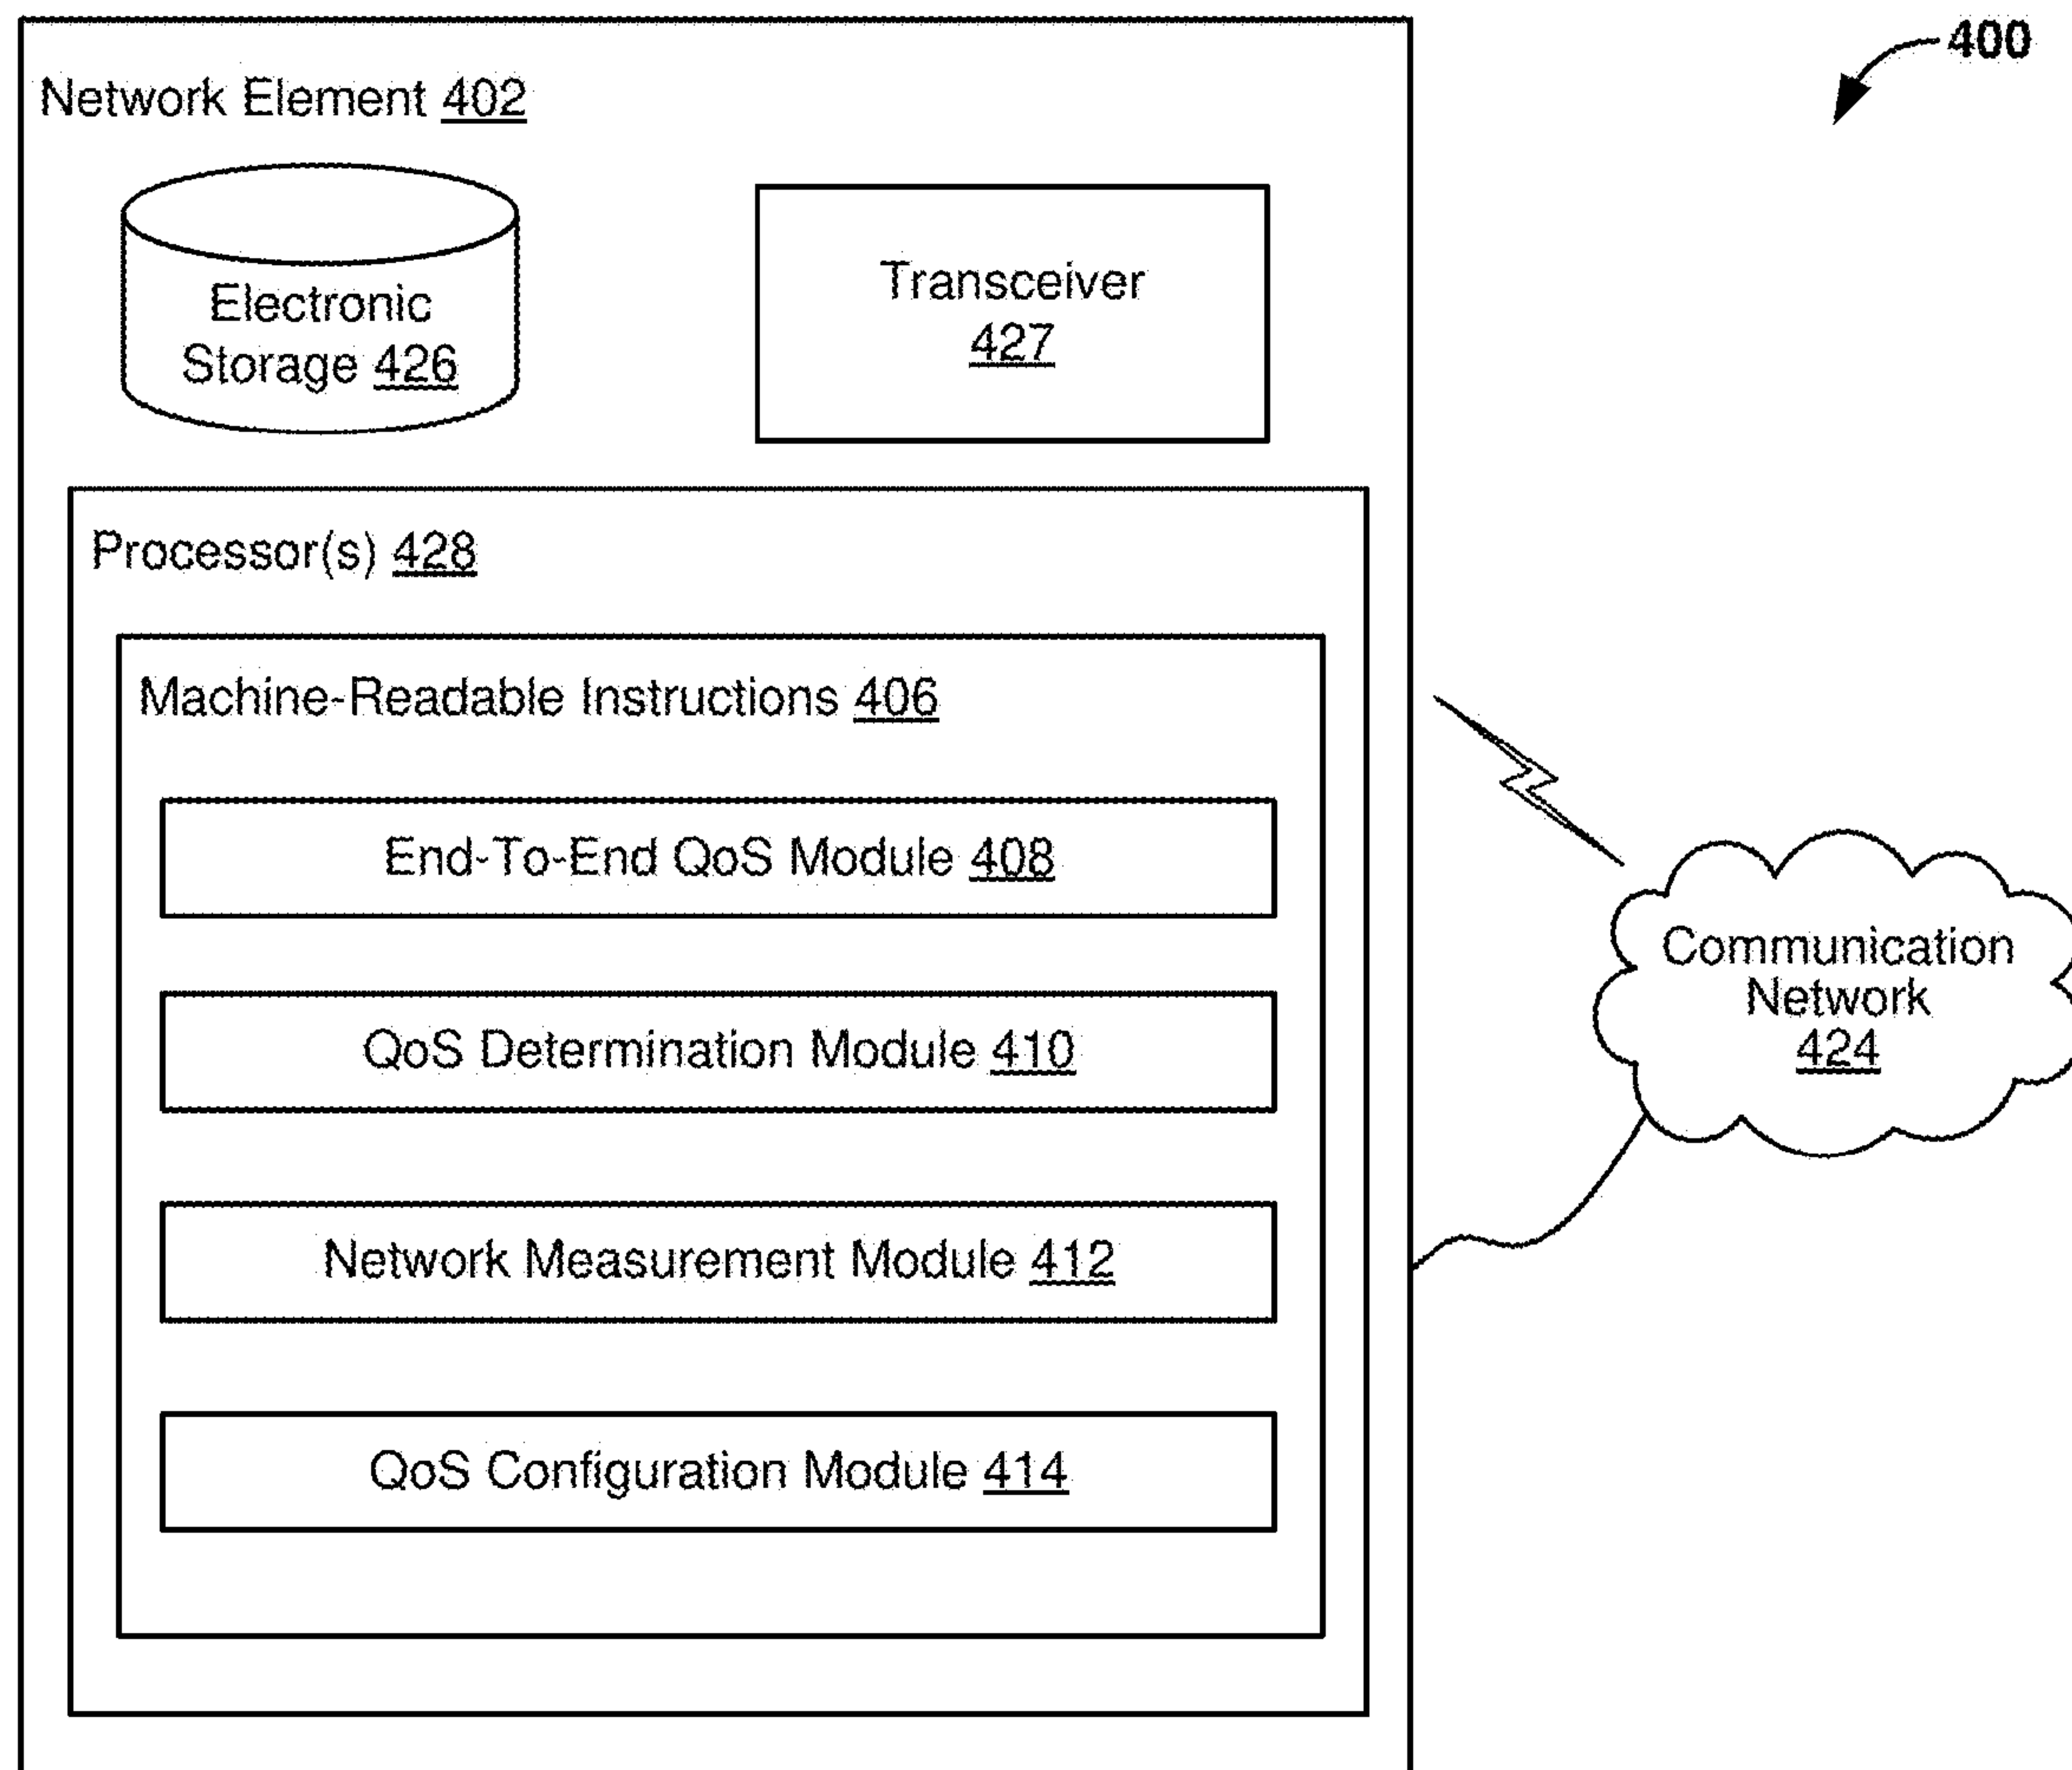 400
Network Element 402
Electronic
Storage 426
Transceiver
427
Processor(s) 428
Machine-Readable Instructions 406
End-To-End QoS Module 408
QoS Determination Module 410
Network Measurement Module 412
QoS Configuration Module 414
Communication
Network
424